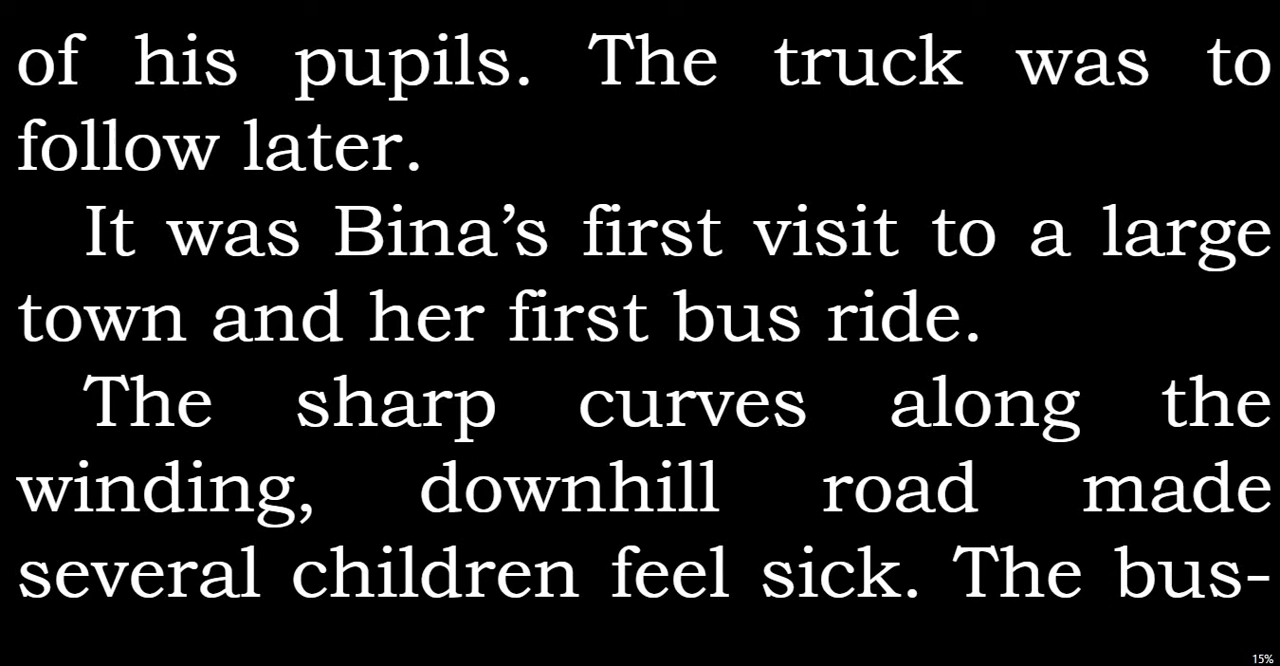 of his pupils. The truck was to
follow later.
It was Bina’s first visit to a large
town and her first bus ride.
The sharp curves along the
winding, downhill road made
several children feel sick. The bus-
15%